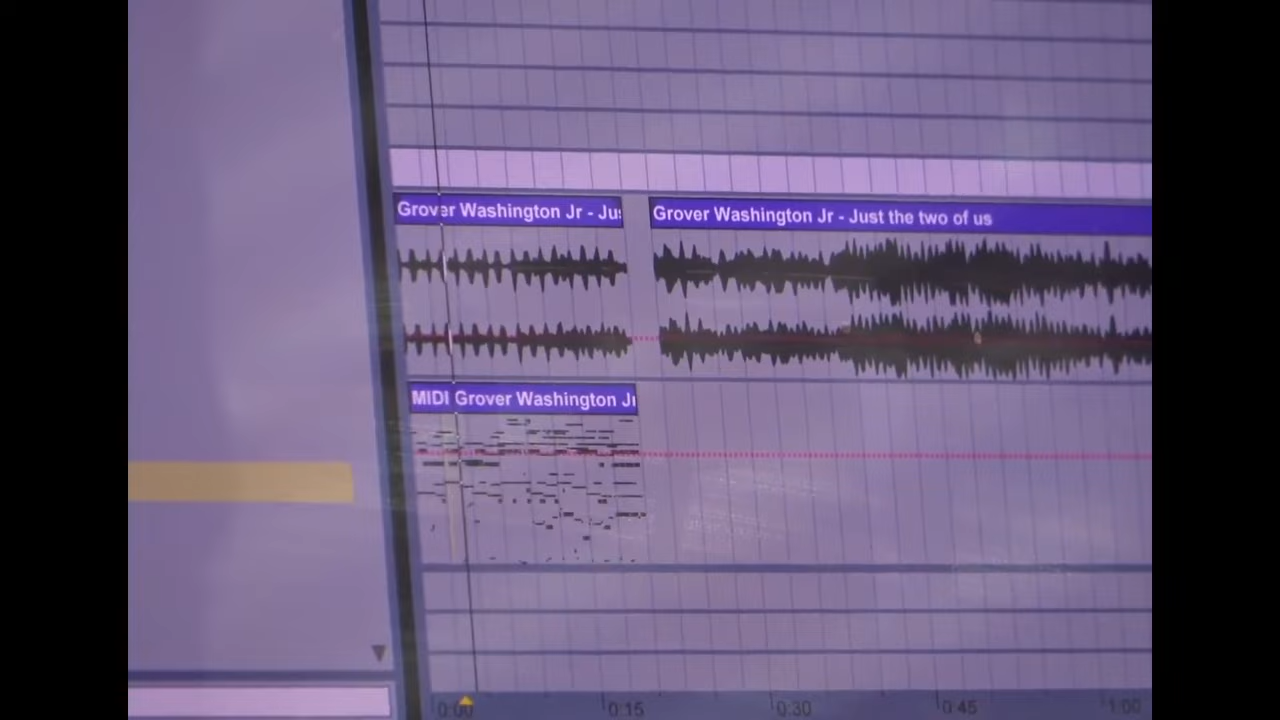 Grover Washington Jr - Jus
Grover Washington Jr - Just the two of us
MIDI Grover Washington Jr
0:00 0:15 0:30 0:45 1:00